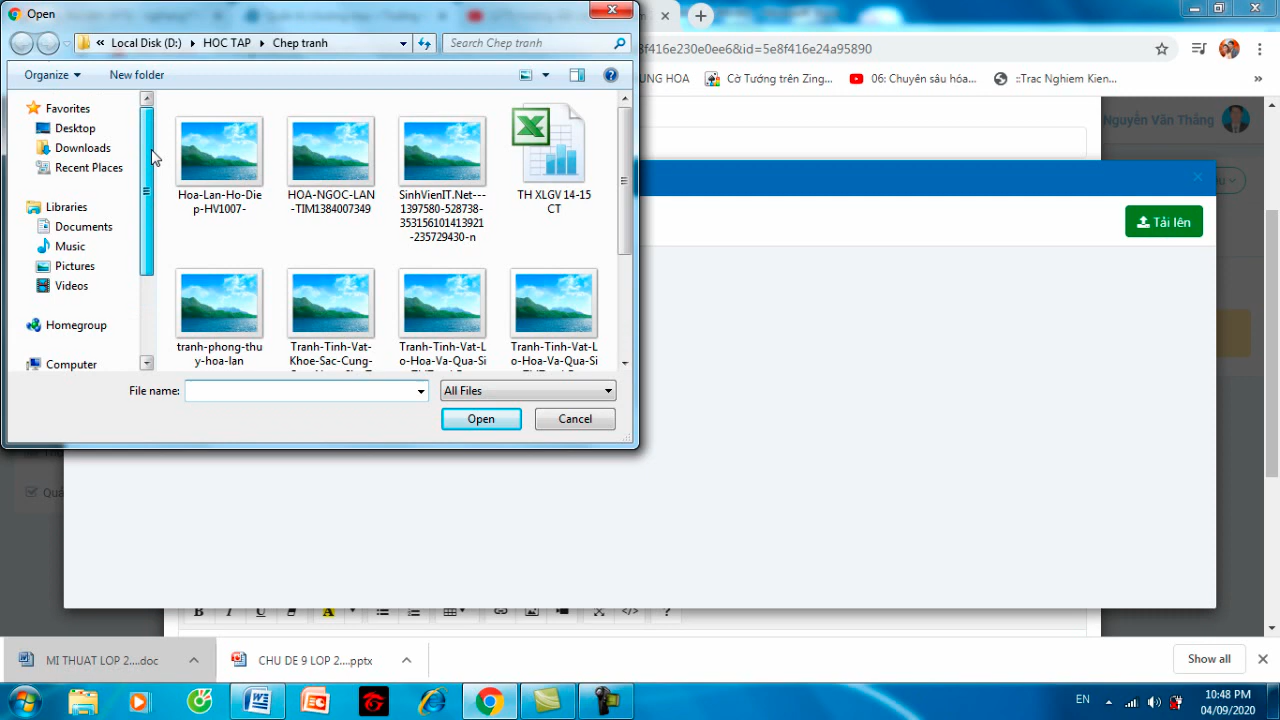 Open
8f416e230e0ee6&id=5e8f416e24a95890
« Local Disk (D:) HOC TAP Chep tranh
Search Chep tranh
UNG HOA
Cờ Tướng trên Zing...
06: Chuyên sâu hóa...
::Trac Nghiem Kien...
»
Organize
New folder
Nguyễn Văn Thắng
Favorites
Desktop
Downloads
Recent Places
Libraries
Documents
Music
Pictures
Videos
Homegroup
Computer
Hoa-Lan-Ho-Die
p-HV1007-
HOA-NGOC-LAN
-TIM1384007349
SinhVienIT.Net---
1397580-528738-
353156101413921
-235729430-n
TH XLGV 14-15
CT
tranh-phong-thu
y-hoa-lan
Tranh-Tinh-Vat-
Khoe-Sac-Cung-
Tranh-Tinh-Vat-L
o-Hoa-Va-Qua-Si
Tranh-Tinh-Vat-L
o-Hoa-Va-Qua-Si
File name:
All Files
Open
Cancel
Tải lên
Quả
B I U A
MI THUAT LOP 2....doc
CHU DE 9 LOP 2....pptx
Show all
EN
10:48 PM
04/09/2020